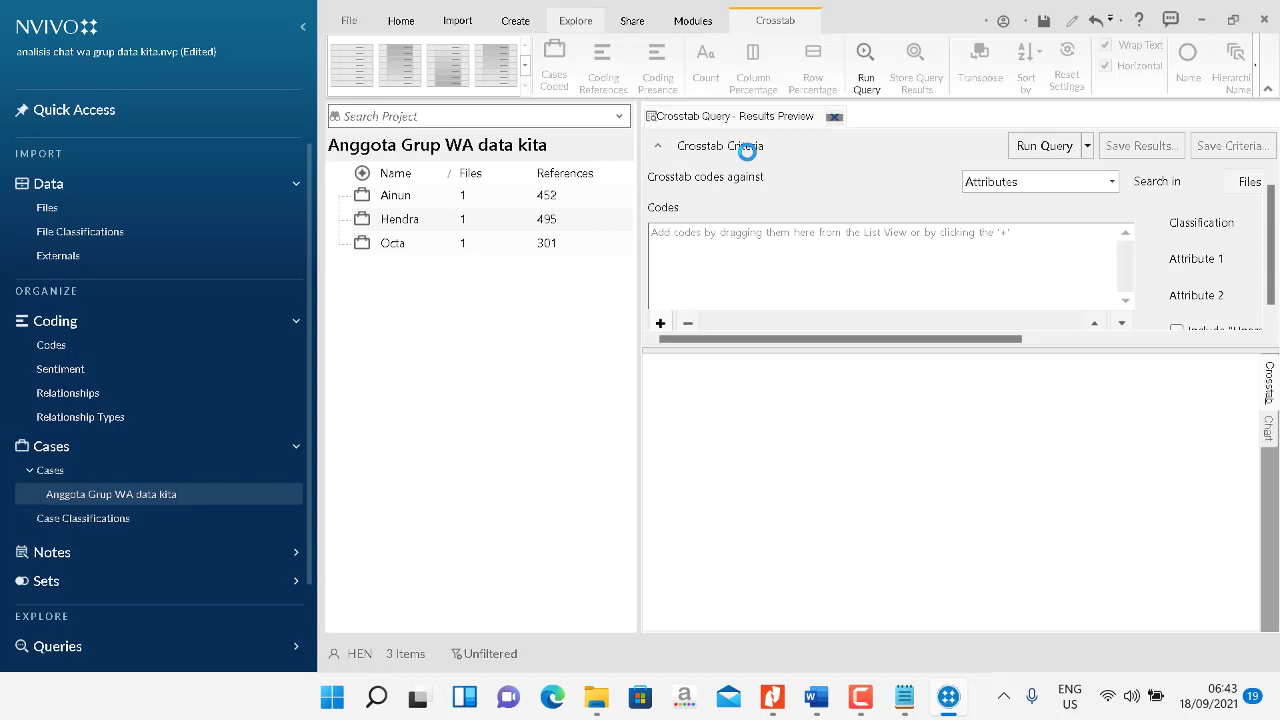 NVIVO
analisis chat wa grup data kita.nvp (Edited)
Quick Access
IMPORT
Data
Files
File Classifications
Externals
ORGANIZE
Coding
Codes
Sentiment
Relationships
Relationship Types
Cases
Cases
Anggota Grup WA data kita
Case Classifications
Notes
Sets
EXPLORE
Queries
File Home Import Create Explore Share Modules Crosstab
Cases Coded
Coding References
Coding Presence
Count
Column Percentage
Row Percentage
Run Query
More Query Results
Transpose
Sort by
Reset Settings
Wrap Text
Horizontal
Names
Hierarchical Name
Search Project
Anggota Grup WA data kita
Name / Files References
Ainun 1 452
Hendra 1 495
Octa 1 301
Crosstab Query - Results Preview
Crosstab Criteria Run Query Save Results... Save Criteria...
Crosstab codes against Attributes Search in Files
Codes
Add codes by dragging them here from the List View or by clicking the '+'
Classification
Attribute 1
Attribute 2
Crosstab
Chart
HEN 3 Items Unfiltered
ENG
US
06:43
18/09/2021
19